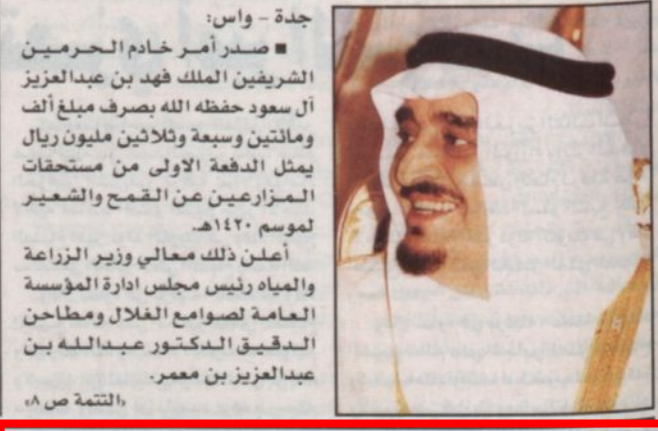 جدة - واس:
■ صدر أمر خادم الحرمين
الشريفين الملك فهد بن عبدالعزيز
آل سعود حفظه الله بصرف مبلغ ألف
ومائتين وسبعة وثلاثين مليون ريال
يمثل الدفعة الاولى من مستحقات
المزارعين عن القمح والشعير
لموسم ١٤٢٠هـ.
أعلن ذلك معالي وزير الزراعة
والمياه رئيس مجلس ادارة المؤسسة
العامة لصوامع الغلال ومطاحن
الدقيق الدكتور عبدالله بن
عبدالعزيز بن معمر.
«التتمة ص ٨»